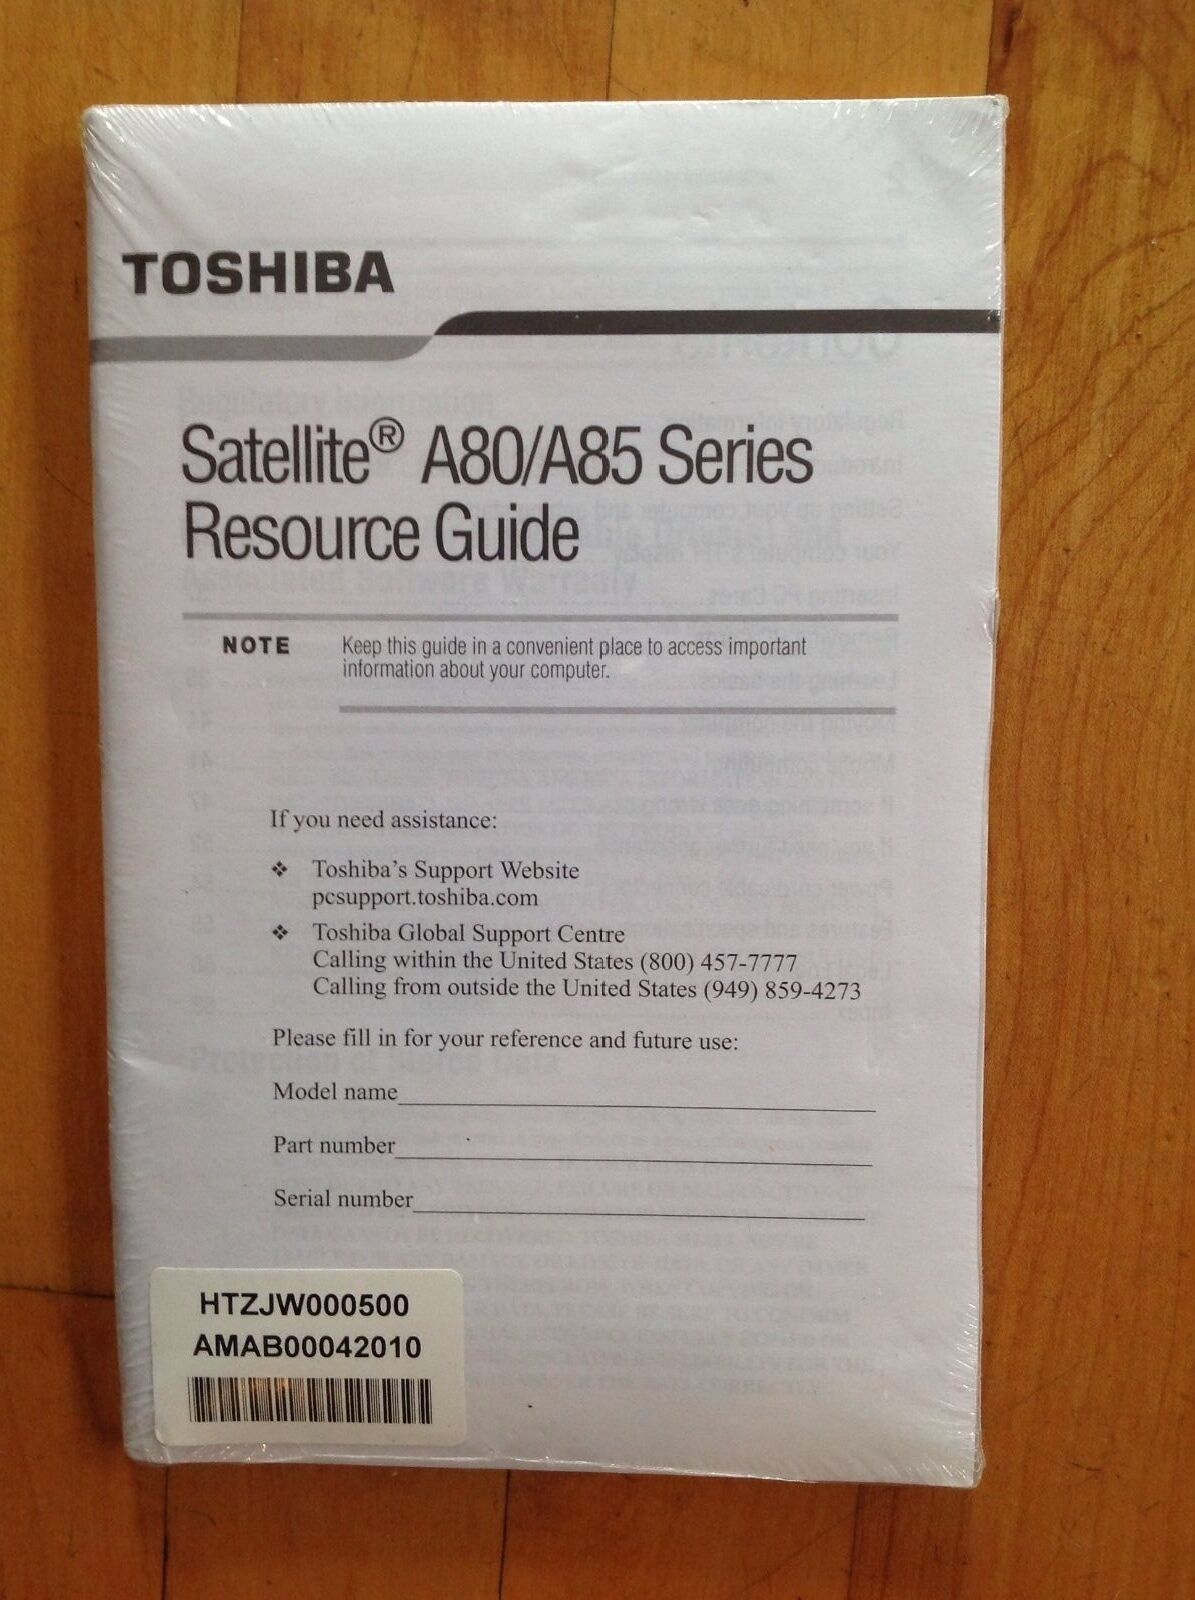 TOSHIBA
Satellite® A80/A85 Series
Resource Guide
NOTE Keep this guide in a convenient place to access important
information about your computer.
If you need assistance:
❖ Toshiba's Support Website
pcsupport.toshiba.com
❖ Toshiba Global Support Centre
Calling within the United States (800) 457-7777
Calling from outside the United States (949) 859-4273
Please fill in for your reference and future use:
Model name
Part number
Serial number
HTZJW000500
AMAB00042010